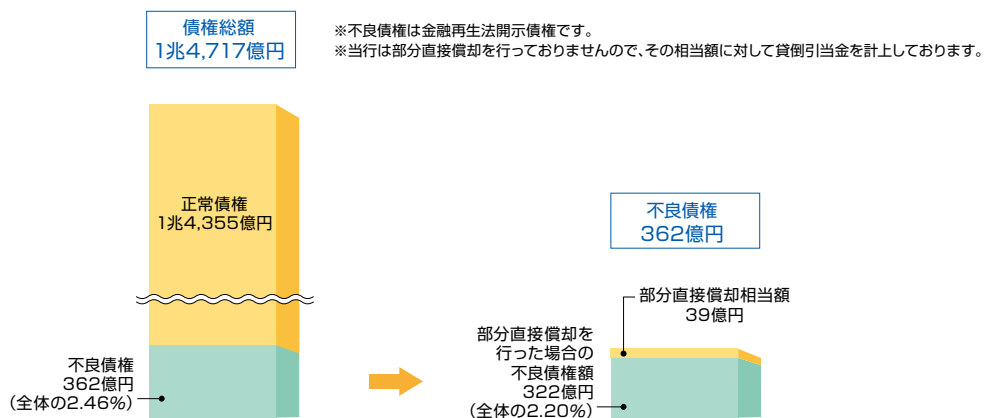 債権総額
1兆4,717億円
※不良債権は金融再生法開示債権です。
※当行は部分直接償却を行っておりませんので、その相当額に対して貸倒引当金を計上しております。
正常債権
1兆4,355億円
不良債権
362億円
(全体の2.46%)
不良債権
362億円
部分直接償却相当額
39億円
部分直接償却を
行った場合の
不良債権額
322億円
(全体の2.20%)